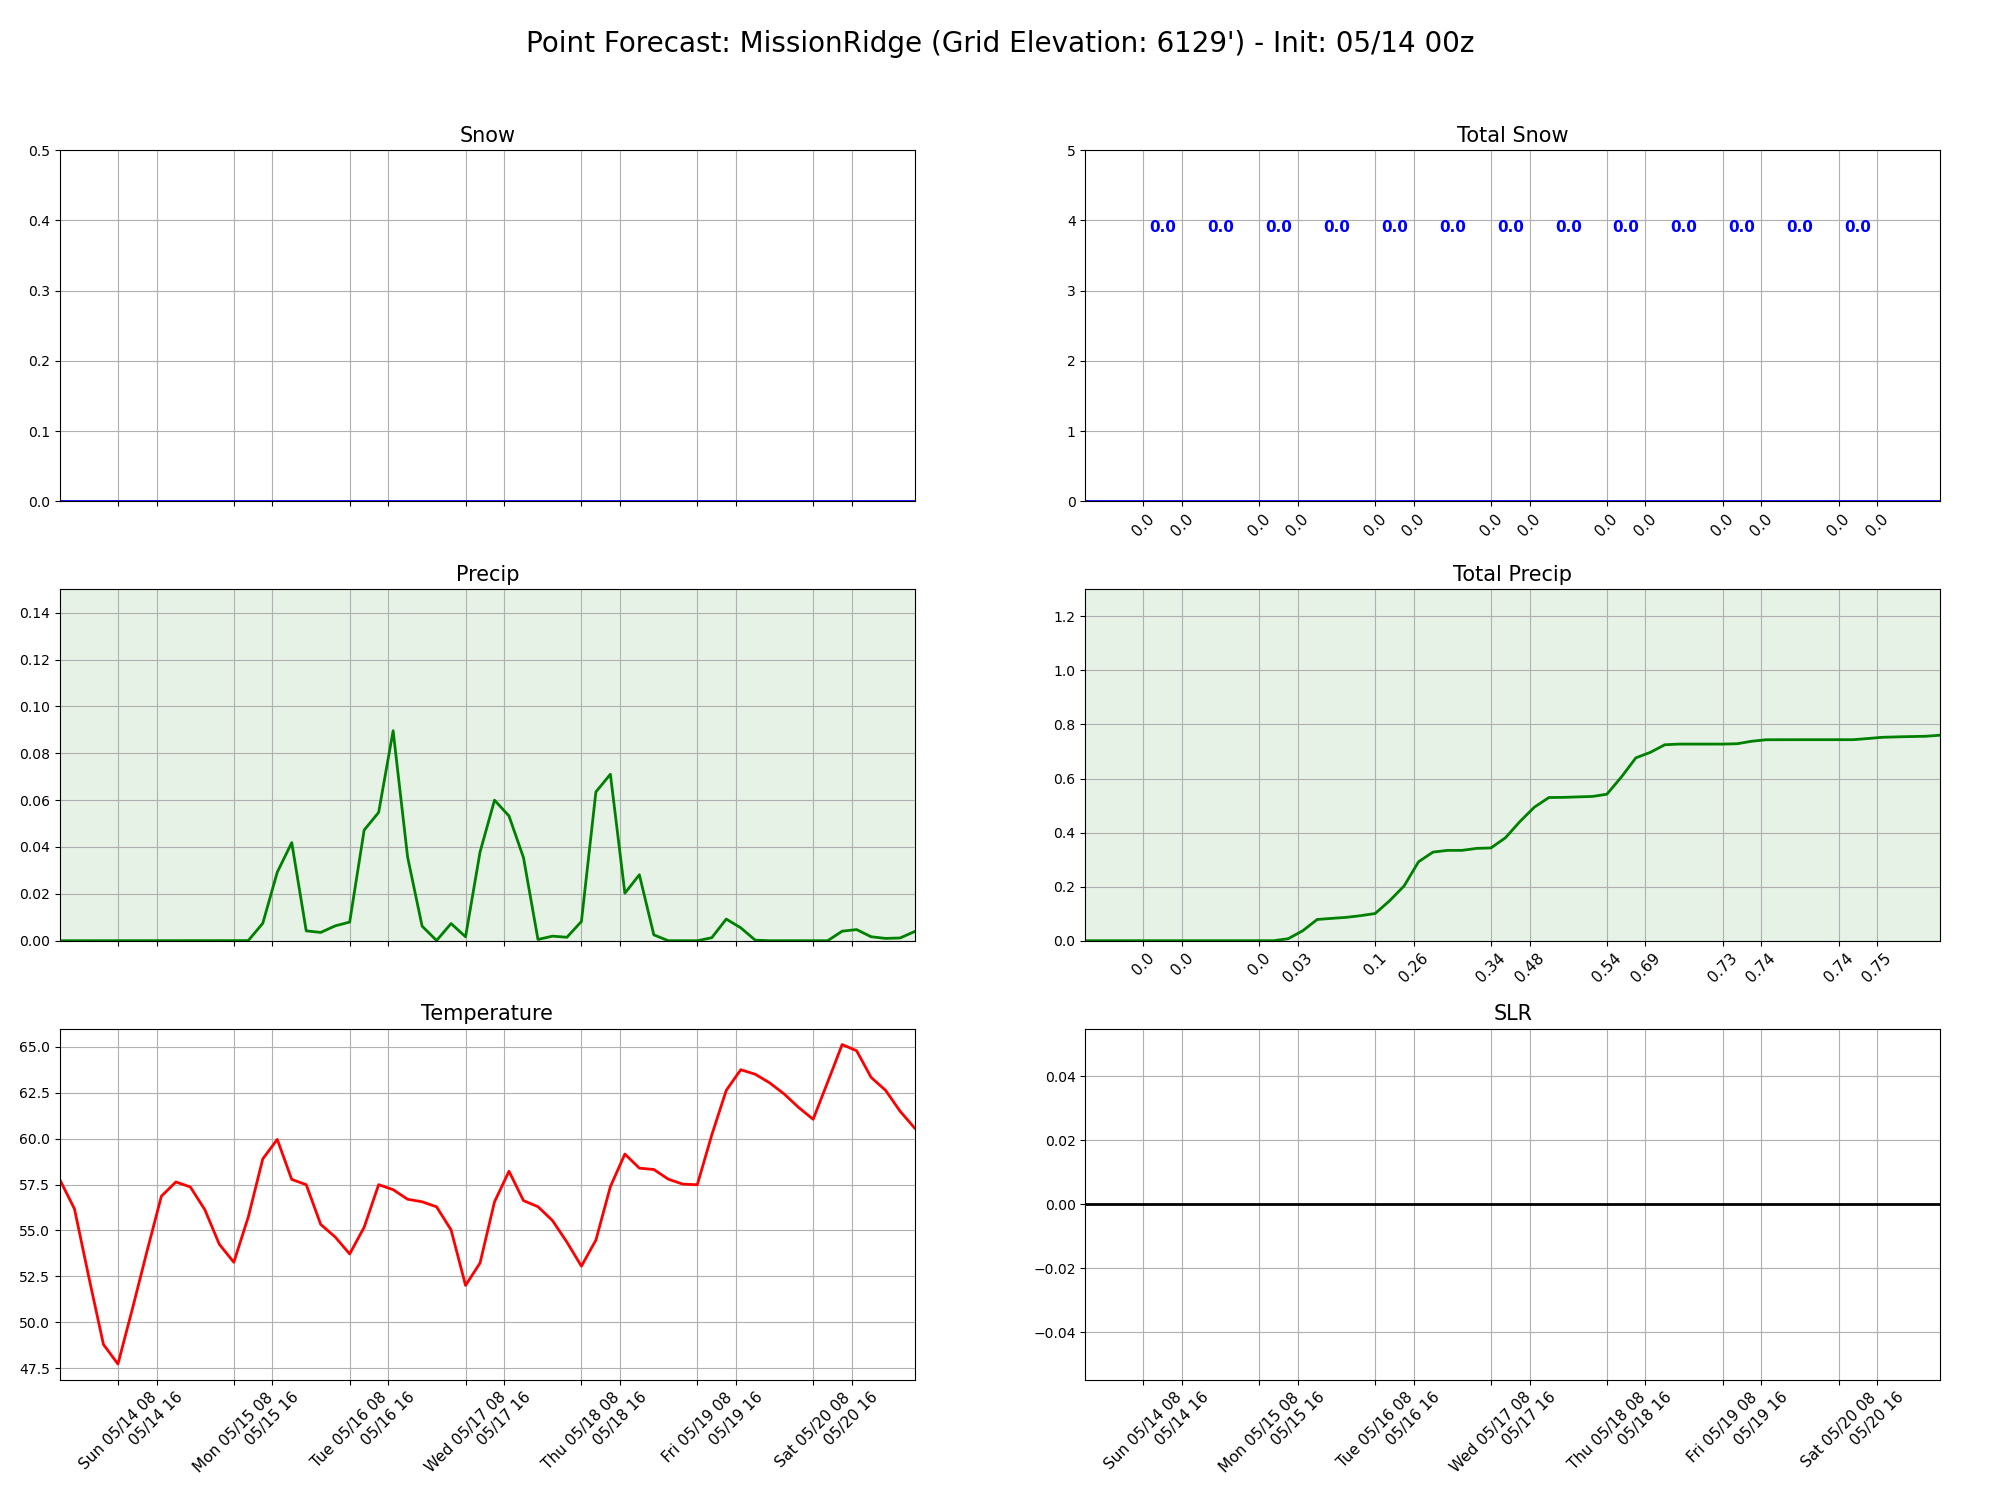 Point Forecast: MissionRidge (Grid Elevation: 6129') - Init: 05/14 00z
Snow
0.5
0.4
0.3
0.2
0.1
0.0
Total Snow
5
4
3
2
1
0
0.0 0.0 0.0 0.0 0.0 0.0 0.0 0.0 0.0 0.0 0.0 0.0 0.0
0.0 0.0 0.0 0.0 0.0 0.0 0.0 0.0 0.0 0.0 0.0 0.0 0.0 0.0
Precip
0.14
0.12
0.10
0.08
0.06
0.04
0.02
0.00
Total Precip
1.2
1.0
0.8
0.6
0.4
0.2
0.0
0.0 0.0 0.0 0.03 0.1 0.26 0.34 0.48 0.54 0.69 0.73 0.74 0.74 0.75
Temperature
65.0
62.5
60.0
57.5
55.0
52.5
50.0
47.5
Sun 05/14 08
05/14 16
Mon 05/15 08
05/15 16
Tue 05/16 08
05/16 16
Wed 05/17 08
05/17 16
Thu 05/18 08
05/18 16
Fri 05/19 08
05/19 16
Sat 05/20 08
05/20 16
SLR
0.04
0.02
0.00
−0.02
−0.04
Sun 05/14 08
05/14 16
Mon 05/15 08
05/15 16
Tue 05/16 08
05/16 16
Wed 05/17 08
05/17 16
Thu 05/18 08
05/18 16
Fri 05/19 08
05/19 16
Sat 05/20 08
05/20 16